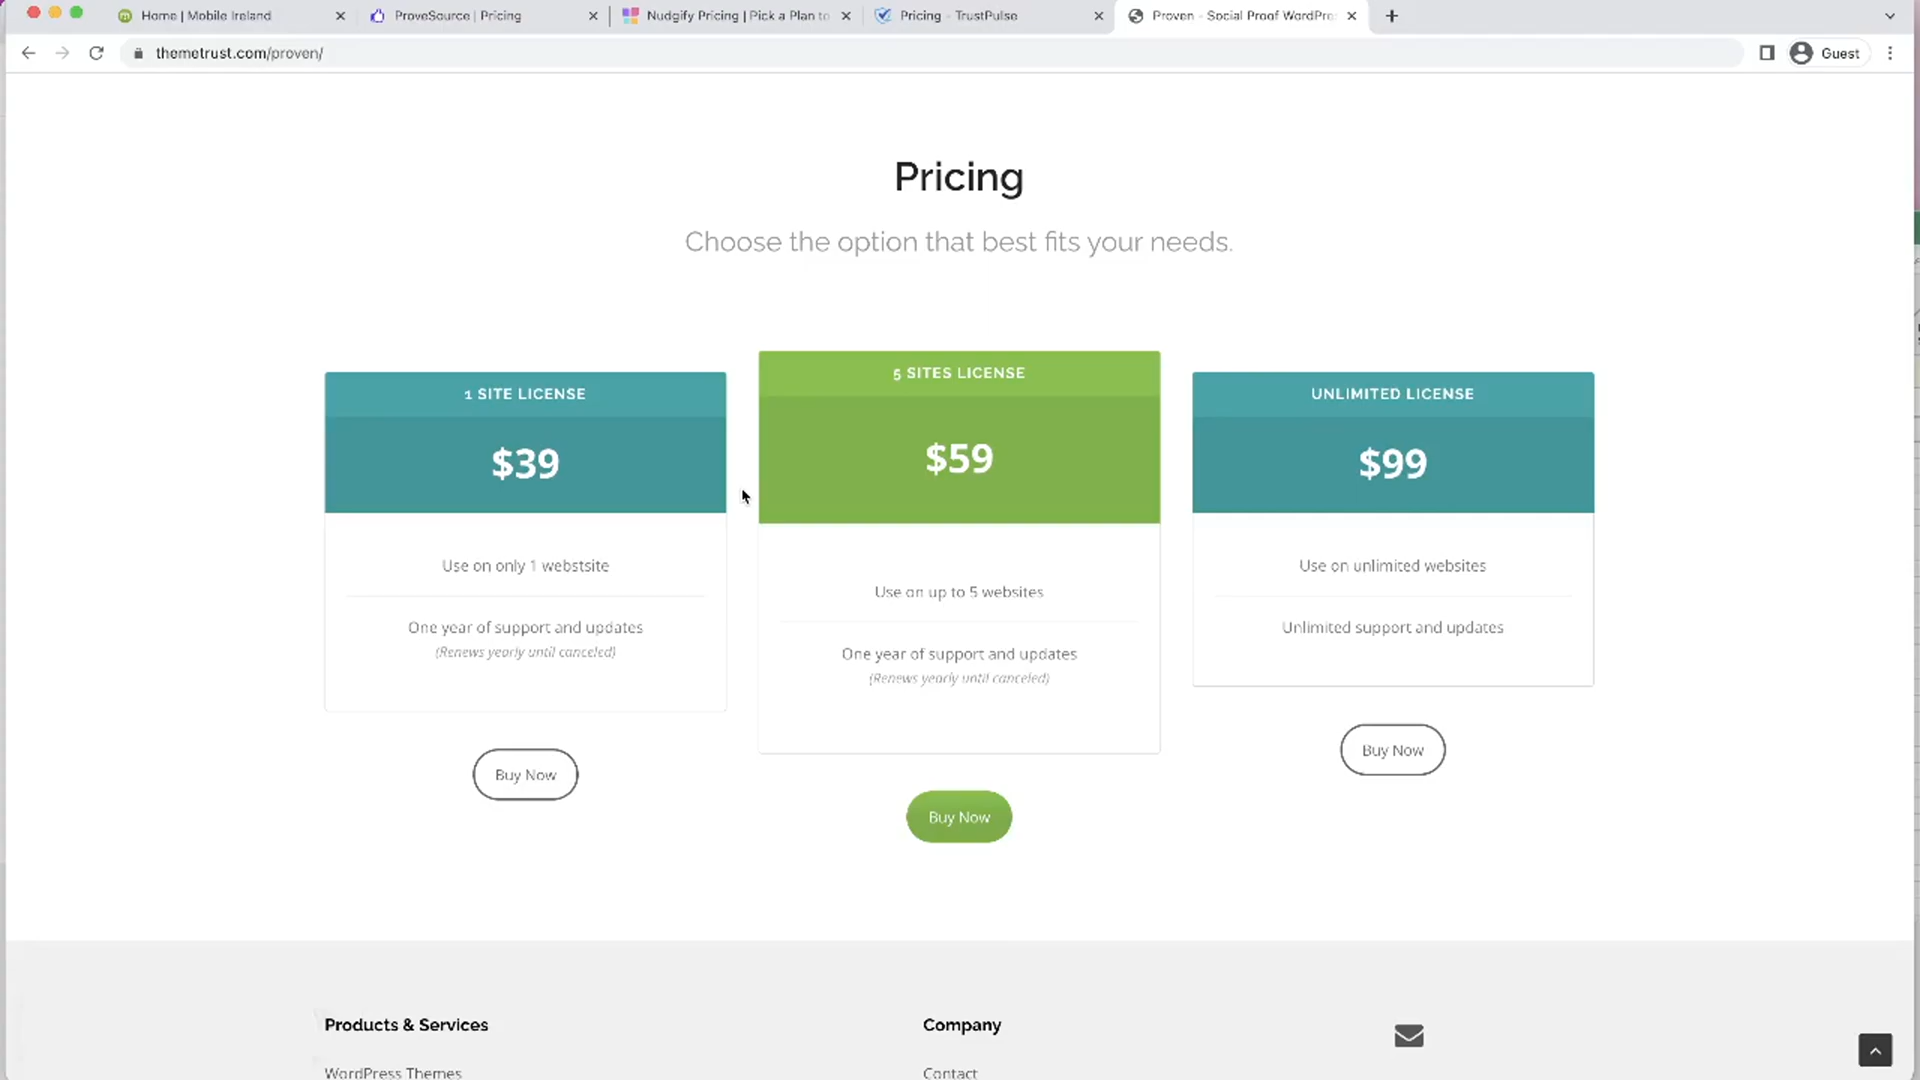 Home | Mobile Ireland
ProveSource | Pricing
Nudgify Pricing | Pick a Plan to
Pricing - TrustPulse
Proven - Social Proof WordPre
themetrust.com/proven/
Guest
Pricing
Choose the option that best fits your needs.
1 SITE LICENSE
$39
Use on only 1 webstsite
One year of support and updates
(Renews yearly until canceled)
Buy Now
5 SITES LICENSE
$59
Use on up to 5 websites
One year of support and updates
(Renews yearly until canceled)
Buy Now
UNLIMITED LICENSE
$99
Use on unlimited websites
Unlimited support and updates
Buy Now
Products & Services
WordPress Themes
Company
Contact